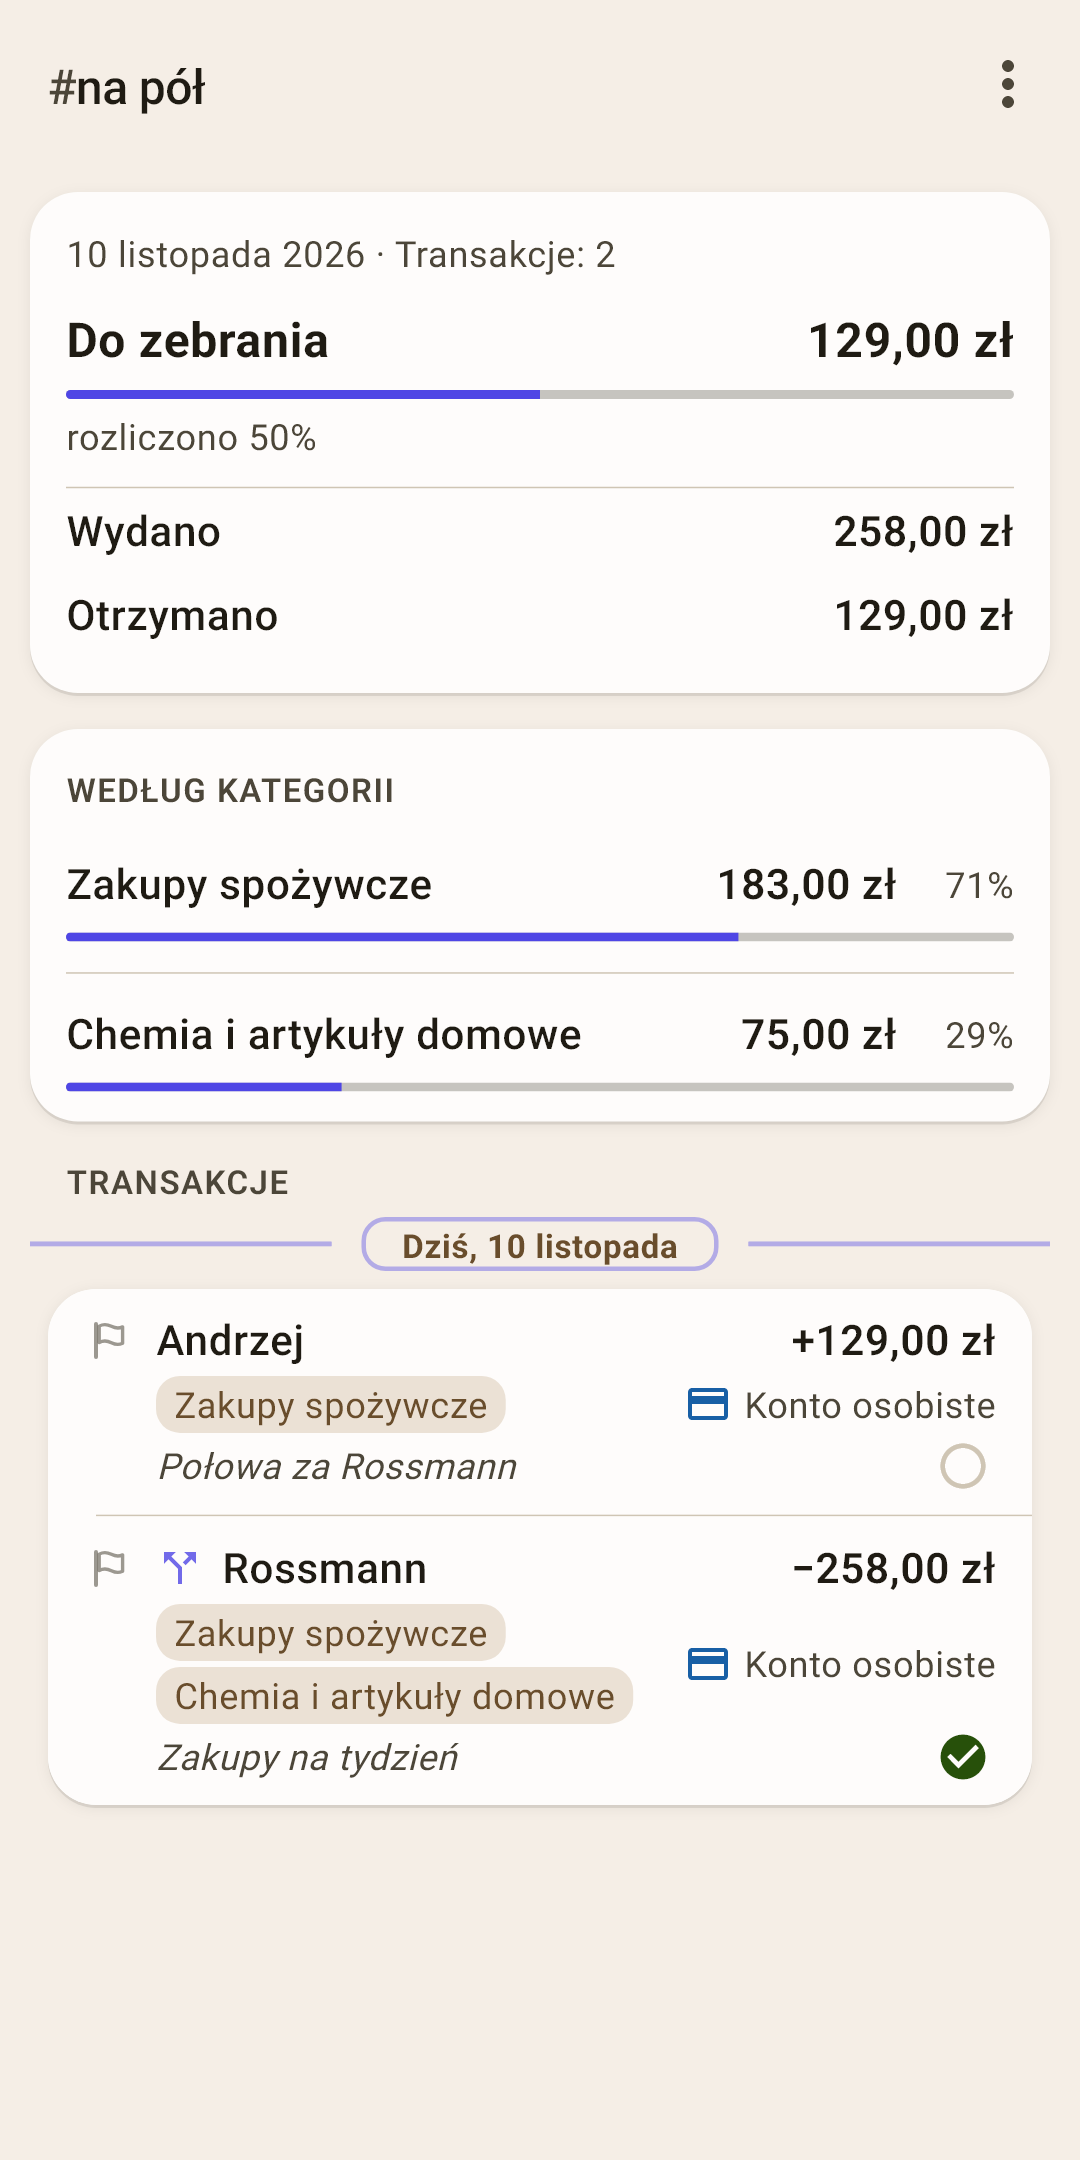 #na pół
10 listopada 2026 · Transakcje: 2
Do zebrania 129,00 zł
rozliczono 50%
Wydano 258,00 zł
Otrzymano 129,00 zł
WEDŁUG KATEGORII
Zakupy spożywcze 183,00 zł 71%
Chemia i artykuły domowe 75,00 zł 29%
TRANSAKCJE
Dziś, 10 listopada
Andrzej +129,00 zł
Zakupy spożywcze Konto osobiste
Połowa za Rossmann
Rossmann −258,00 zł
Zakupy spożywcze
Konto osobiste
Chemia i artykuły domowe
Zakupy na tydzień